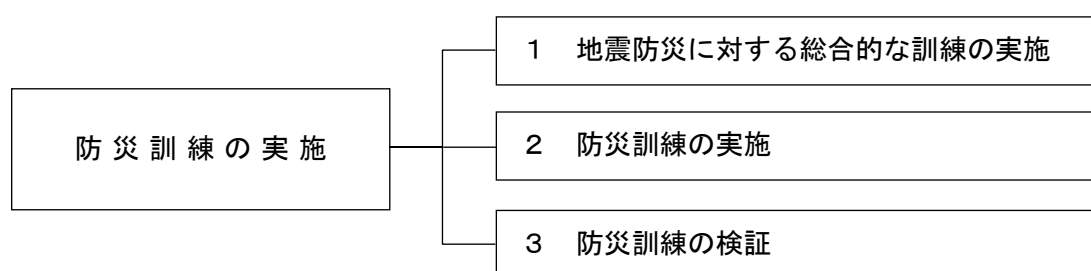 防災訓練の実施
１　地震防災に対する総合的な訓練の実施
２　防災訓練の実施
３　防災訓練の検証